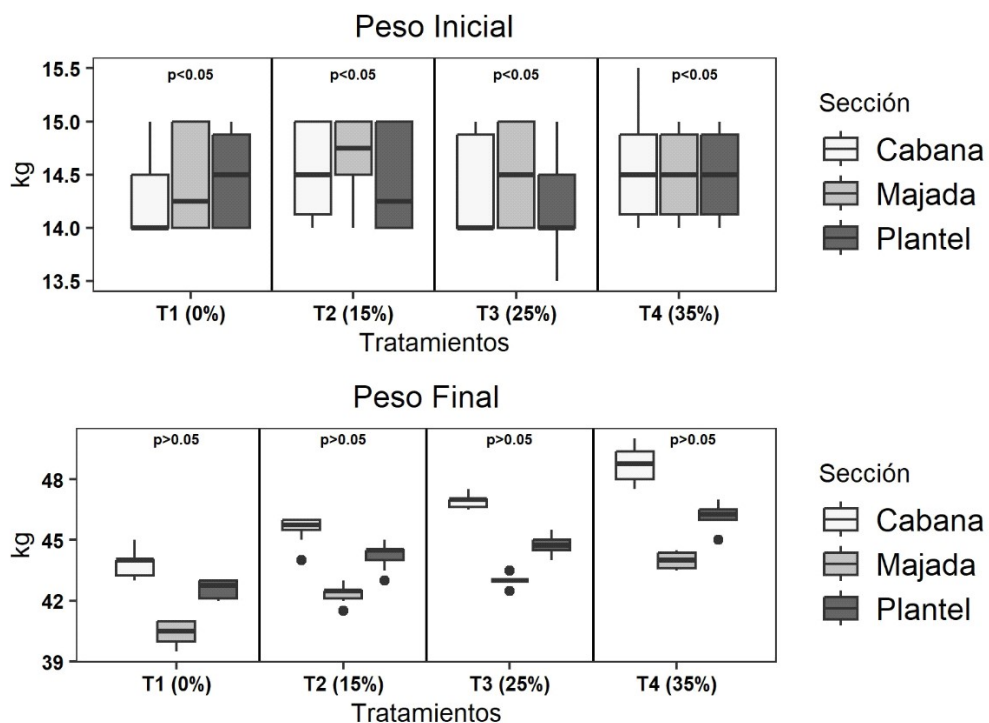 Peso Inicial
15.5
15.0
14.5
14.0
13.5
kg
p<0.05 p<0.05 p<0.05 p<0.05
T1 (0%) T2 (15%) T3 (25%) T4 (35%)
Tratamientos
Sección
Cabana
Majada
Plantel
Peso Final
48
45
42
39
kg
p>0.05 p>0.05 p>0.05 p>0.05
T1 (0%) T2 (15%) T3 (25%) T4 (35%)
Tratamientos
Sección
Cabana
Majada
Plantel